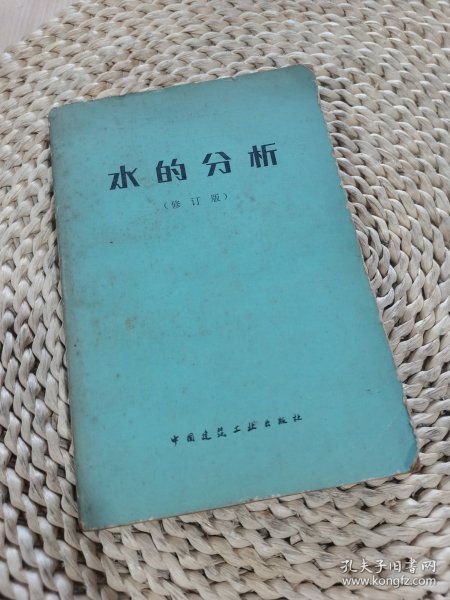 水的分析
（修订版）
中国建筑工业出版社
孔夫子旧书网
www.kongfz.com